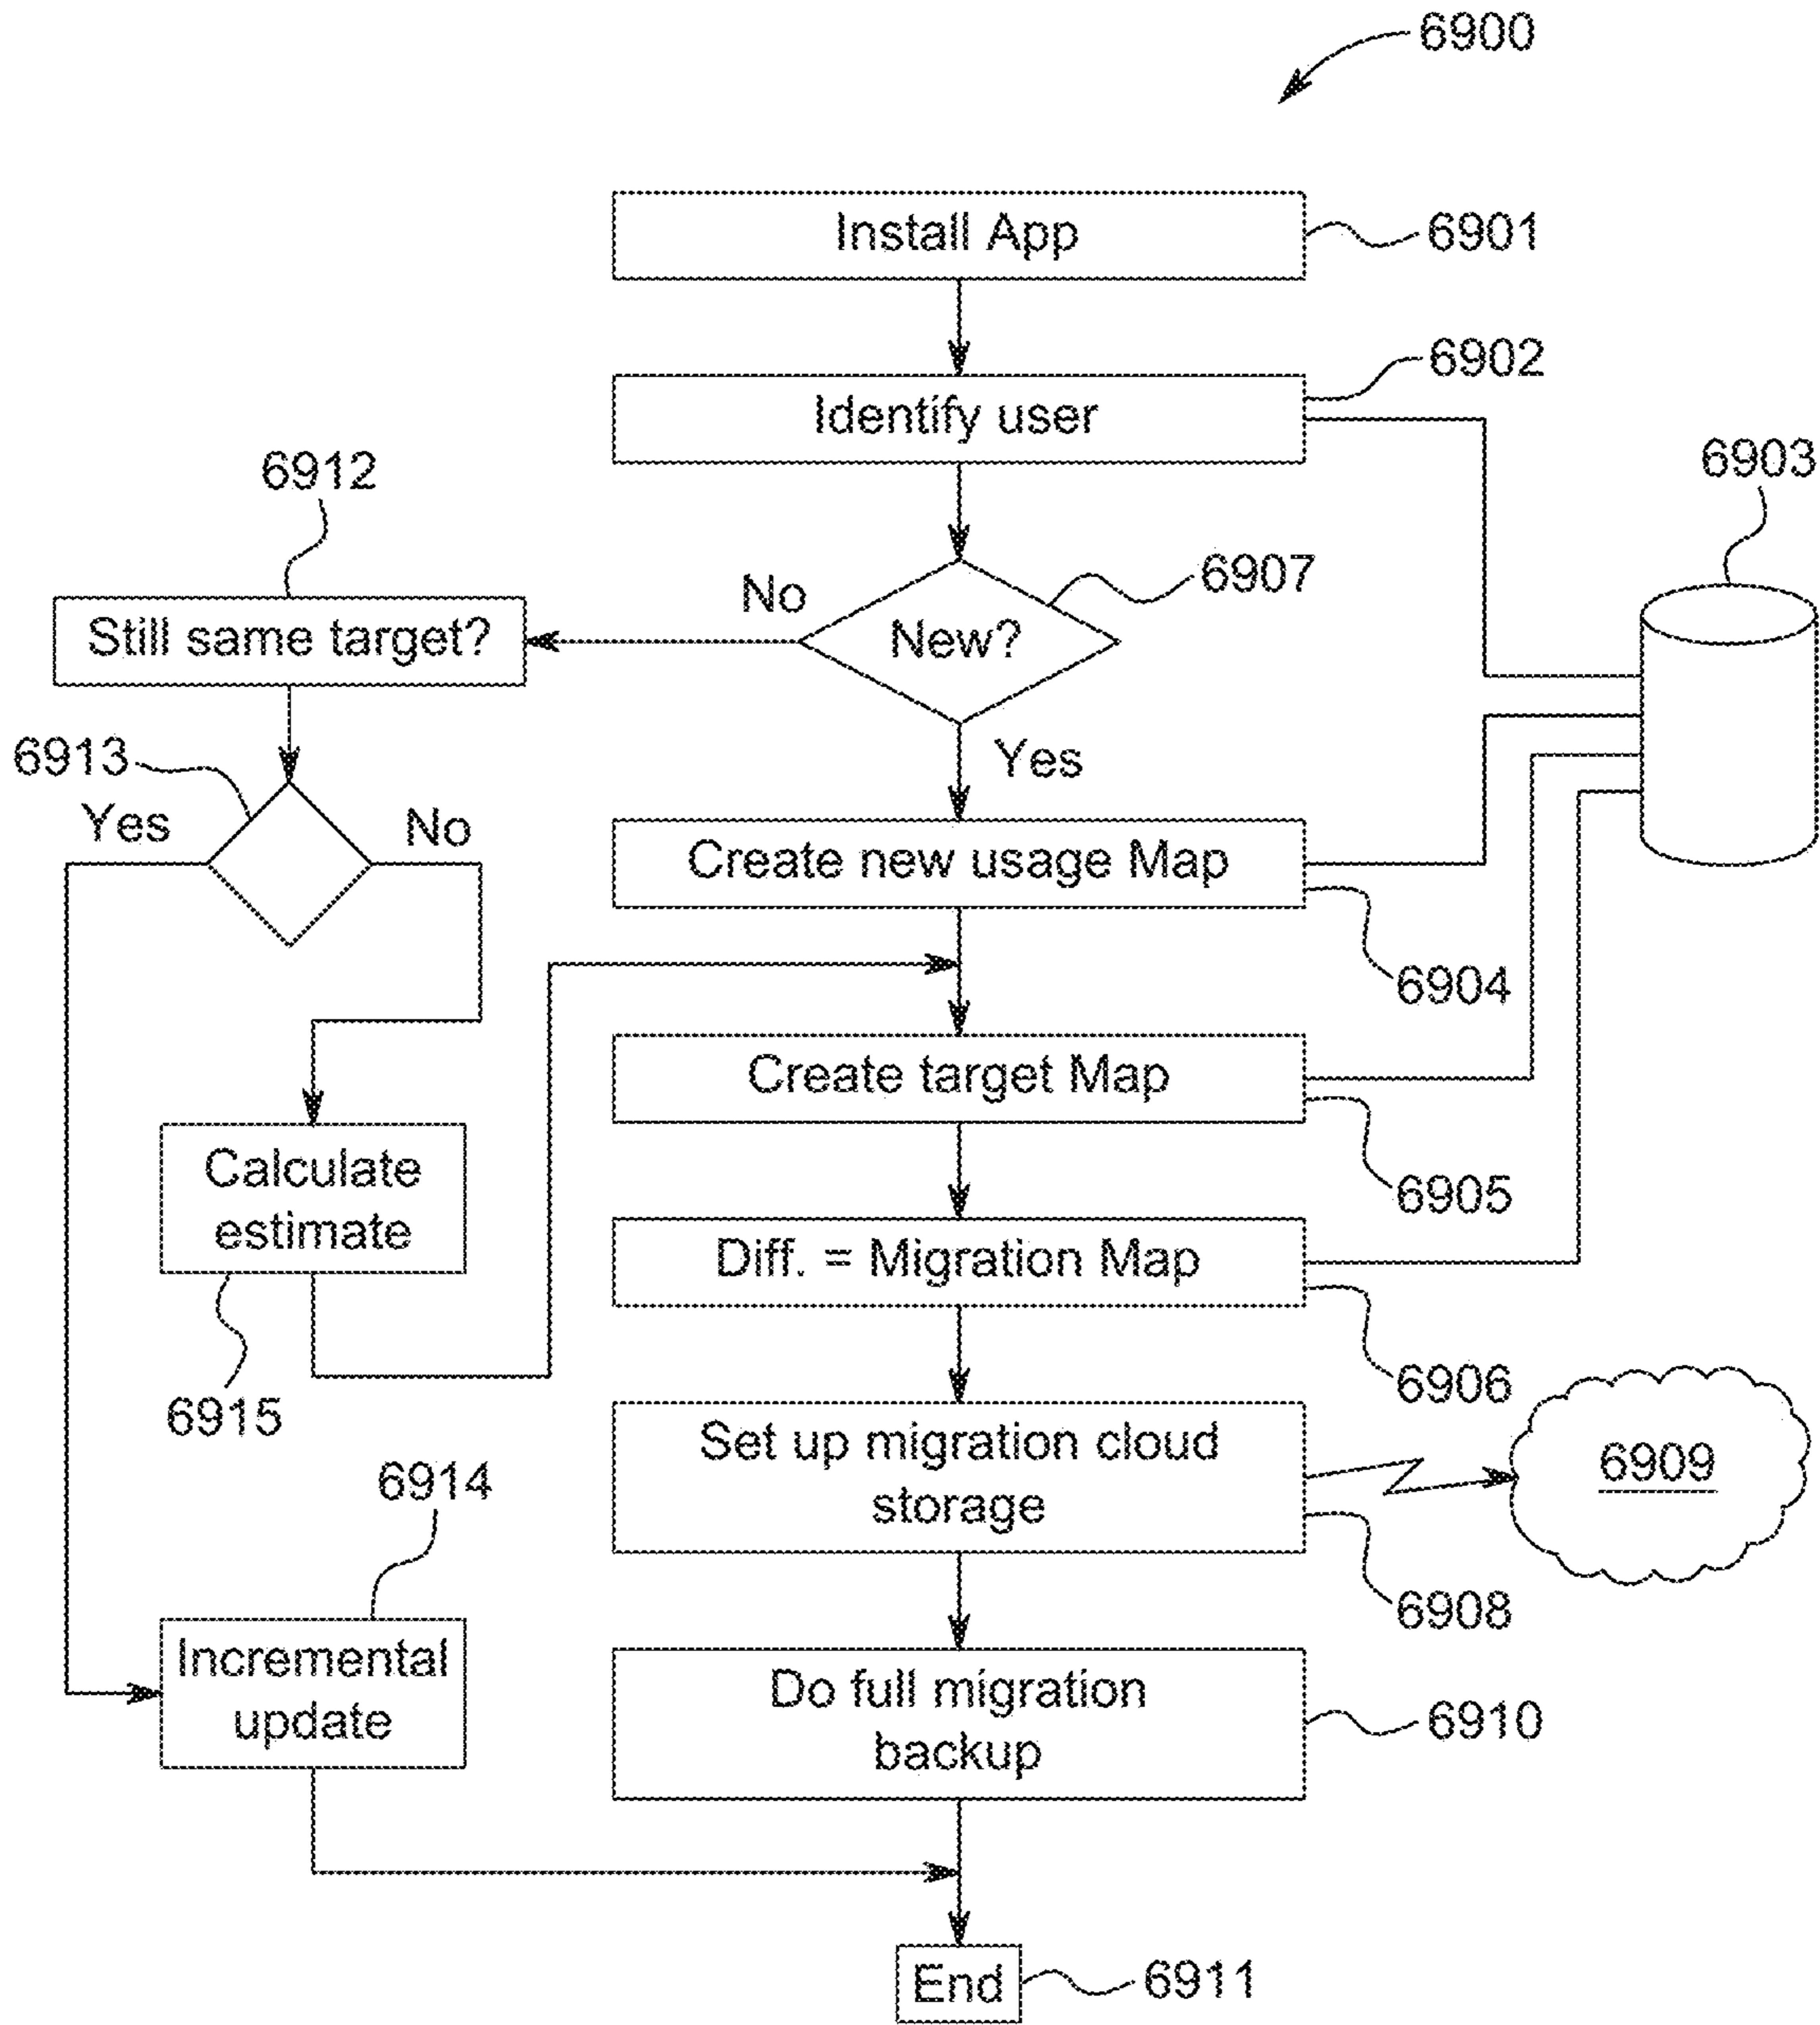 6900
Install App
6901
6902
Identify user
6903
6912
No
6907
Still same target?
New?
6913
Yes
Yes
No
Create new usage Map
6904
Create target Map
Calculate
estimate
6905
Diff. = Migration Map
6906
6915
Set up migration cloud
storage
6909
6914
6908
Incremental
update
Do full migration
backup
6910
End
6911